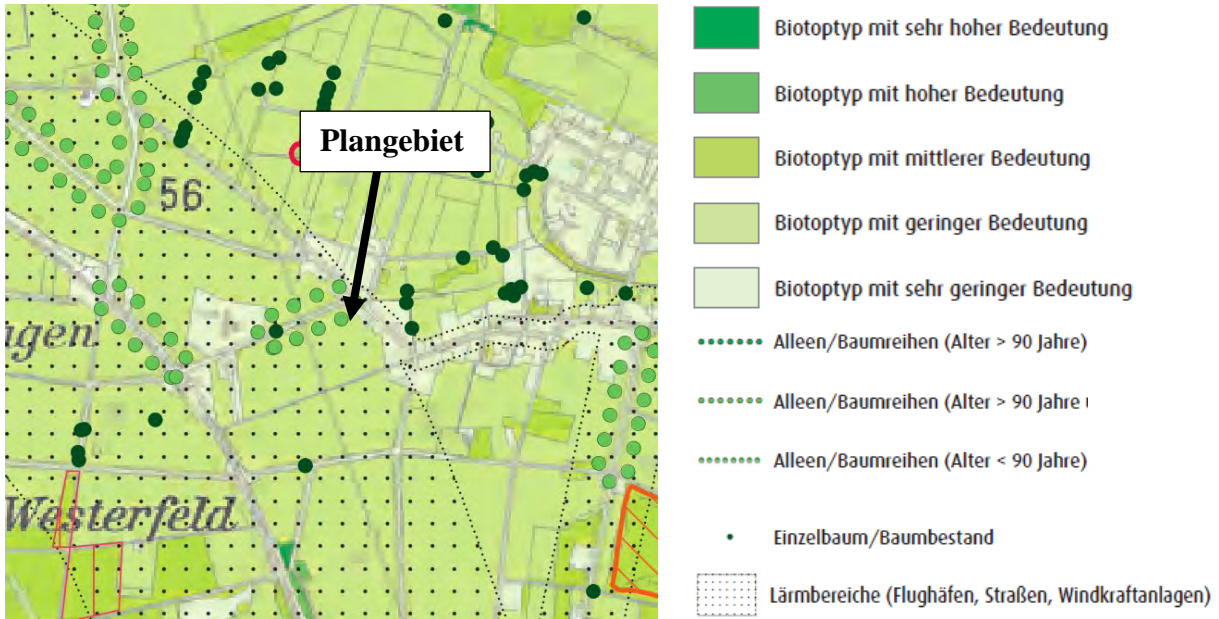 Plangebiet
56
gen
Westerfeld
Biotoptyp mit sehr hoher Bedeutung
Biotoptyp mit hoher Bedeutung
Biotoptyp mit mittlerer Bedeutung
Biotoptyp mit geringer Bedeutung
Biotoptyp mit sehr geringer Bedeutung
Alleen/Baumreihen (Alter > 90 Jahre)
Alleen/Baumreihen (Alter > 90 Jahre
Alleen/Baumreihen (Alter < 90 Jahre)
Einzelbaum/Baumbestand
Lärmbereiche (Flughäfen, Straßen, Windkraftanlagen)